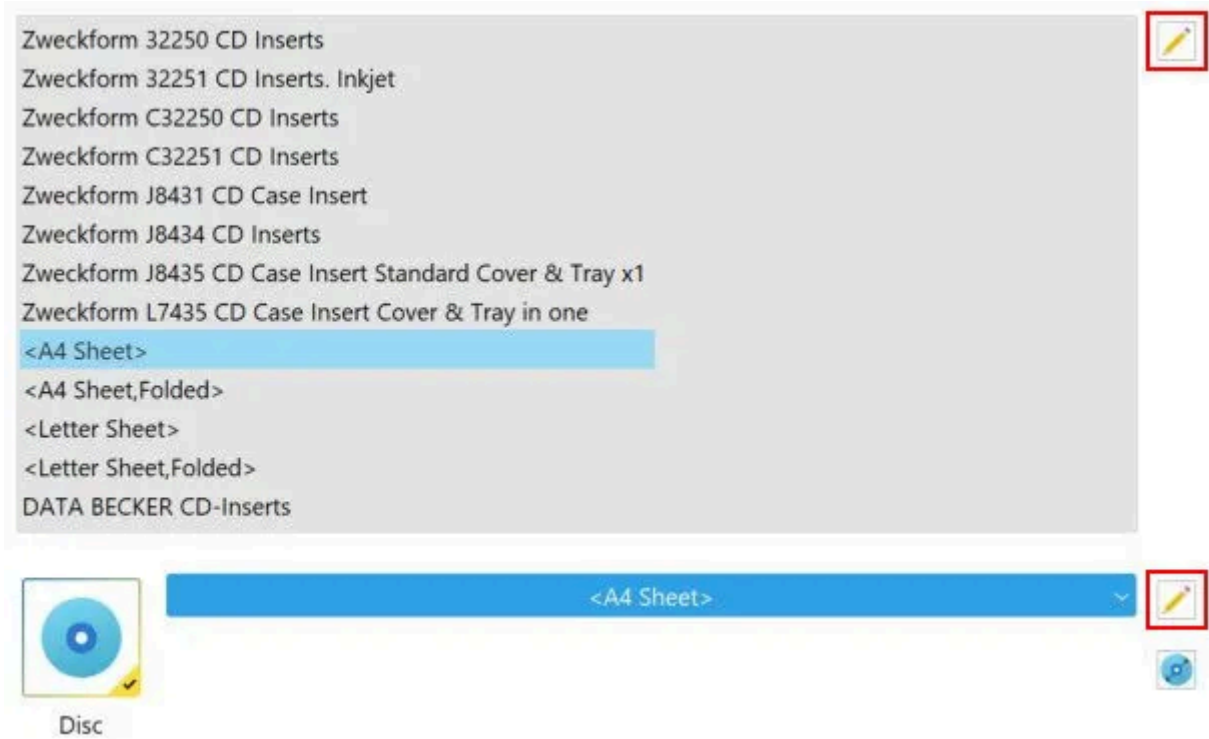 Zweckform 32250 CD Inserts
Zweckform 32251 CD Inserts. Inkjet
Zweckform C32250 CD Inserts
Zweckform C32251 CD Inserts
Zweckform J8431 CD Case Insert
Zweckform J8434 CD Inserts
Zweckform J8435 CD Case Insert Standard Cover & Tray x1
Zweckform L7435 CD Case Insert Cover & Tray in one
<A4 Sheet>
<A4 Sheet,Folded>
<Letter Sheet>
<Letter Sheet,Folded>
DATA BECKER CD-Inserts
<A4 Sheet>
Disc